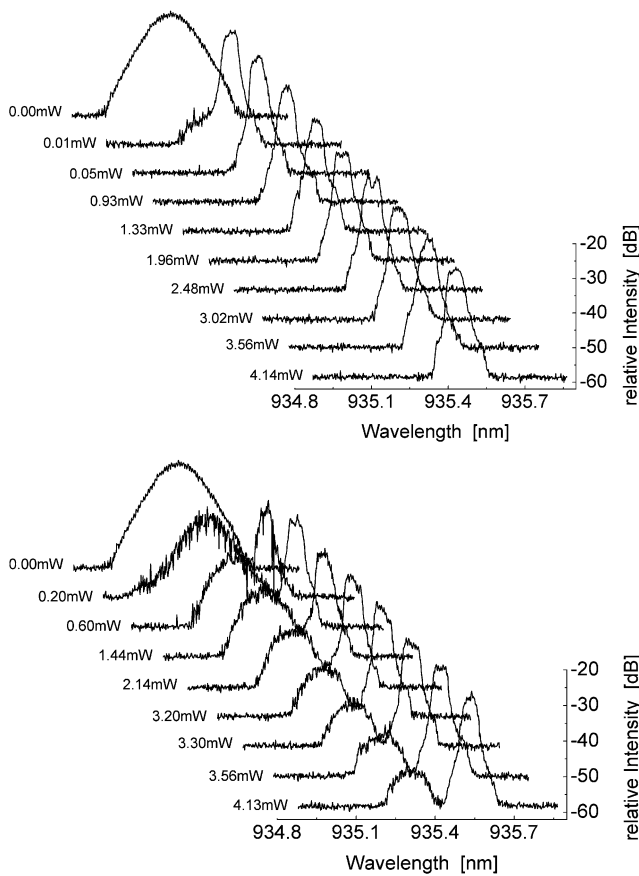 0.00mW
0.01mW
0.05mW
0.93mW
1.33mW
1.96mW
2.48mW
3.02mW
3.56mW
4.14mW
-20
-30
-40
-50
-60
relative Intensity [dB]
934.8 935.1 935.4 935.7
Wavelength [nm]
0.00mW
0.20mW
0.60mW
1.44mW
2.14mW
3.20mW
3.30mW
3.56mW
4.13mW
-20
-30
-40
-50
-60
relative Intensity [dB]
934.8 935.1 935.4 935.7
Wavelength [nm]